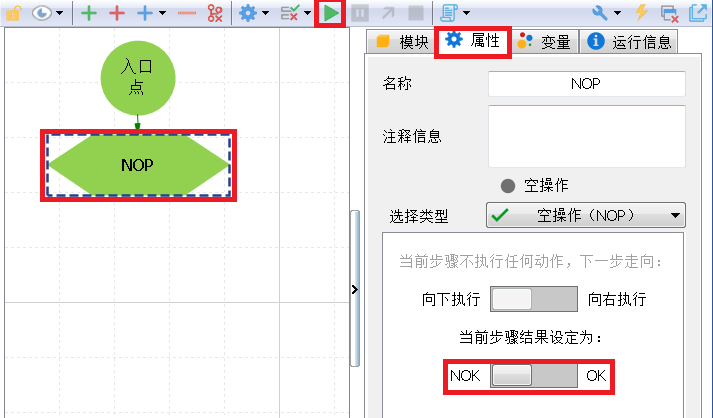 模块
属性
变量
运行信息
入口
点
NOP
名称
NOP
注释信息
空操作
选择类型
空操作（NOP）
当前步骤不执行任何动作，下一步走向：
向下执行
向右执行
当前步骤结果设定为：
NOK
OK